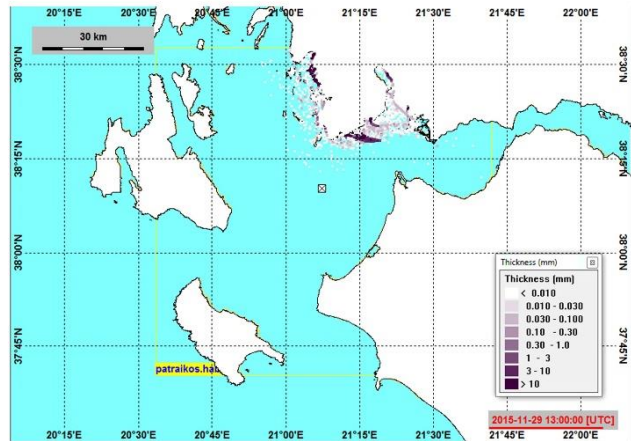 20°15'E 20°30'E 20°45'E 21°00'E 21°15'E 21°30'E 21°45'E 22°00'E
30 km
38°30'N 38°30'N
38°15'N 38°15'N
38°00'N 38°00'N
37°45'N 37°45'N
Thickness (mm)
Thickness (mm)
< 0.010
0.010 - 0.030
0.030 - 0.100
0.10 - 0.30
0.30 - 1.0
1 - 3
3 - 10
> 10
patraikos.hab
2015-11-29 13:00:00 [UTC]
20°15'E 20°30'E 20°45'E 21°00'E 21°15'E 21°30'E 21°45'E 22°00'E